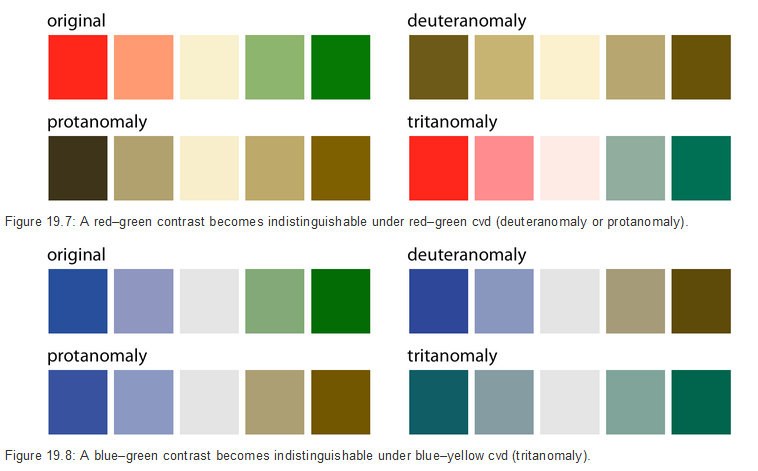 original
deuteranomaly
protanomaly
tritanomaly
Figure 19.7: A red–green contrast becomes indistinguishable under red–green cvd (deuteranomaly or protanomaly).
original
deuteranomaly
protanomaly
tritanomaly
Figure 19.8: A blue–green contrast becomes indistinguishable under blue–yellow cvd (tritanomaly).